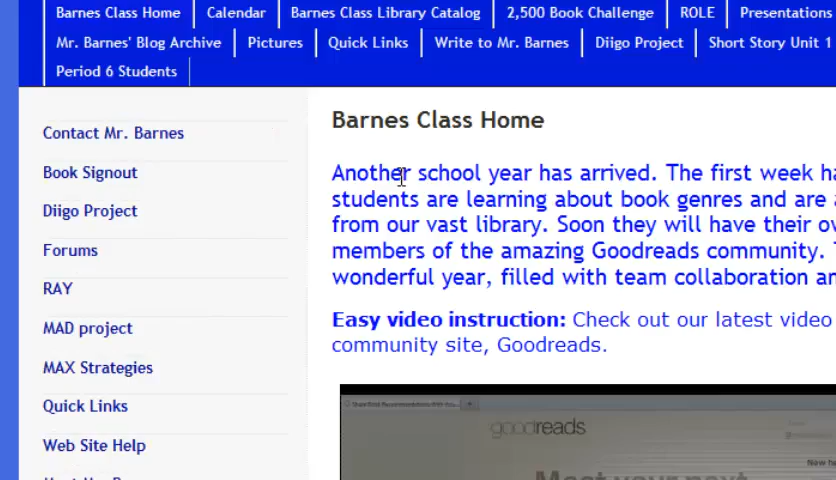 Barnes Class Home Calendar Barnes Class Library Catalog 2,500 Book Challenge ROLE Presentations
Mr. Barnes' Blog Archive Pictures Quick Links Write to Mr. Barnes Diigo Project Short Story Unit 1
Period 6 Students
Contact Mr. Barnes
Book Signout
Diigo Project
Forums
RAY
MAD project
MAX Strategies
Quick Links
Web Site Help
Barnes Class Home
Another school year has arrived. The first week ha
students are learning about book genres and are
from our vast library. Soon they will have their ov
members of the amazing Goodreads community.
wonderful year, filled with team collaboration an
Easy video instruction: Check out our latest video
community site, Goodreads.
goodreads
Meet your next